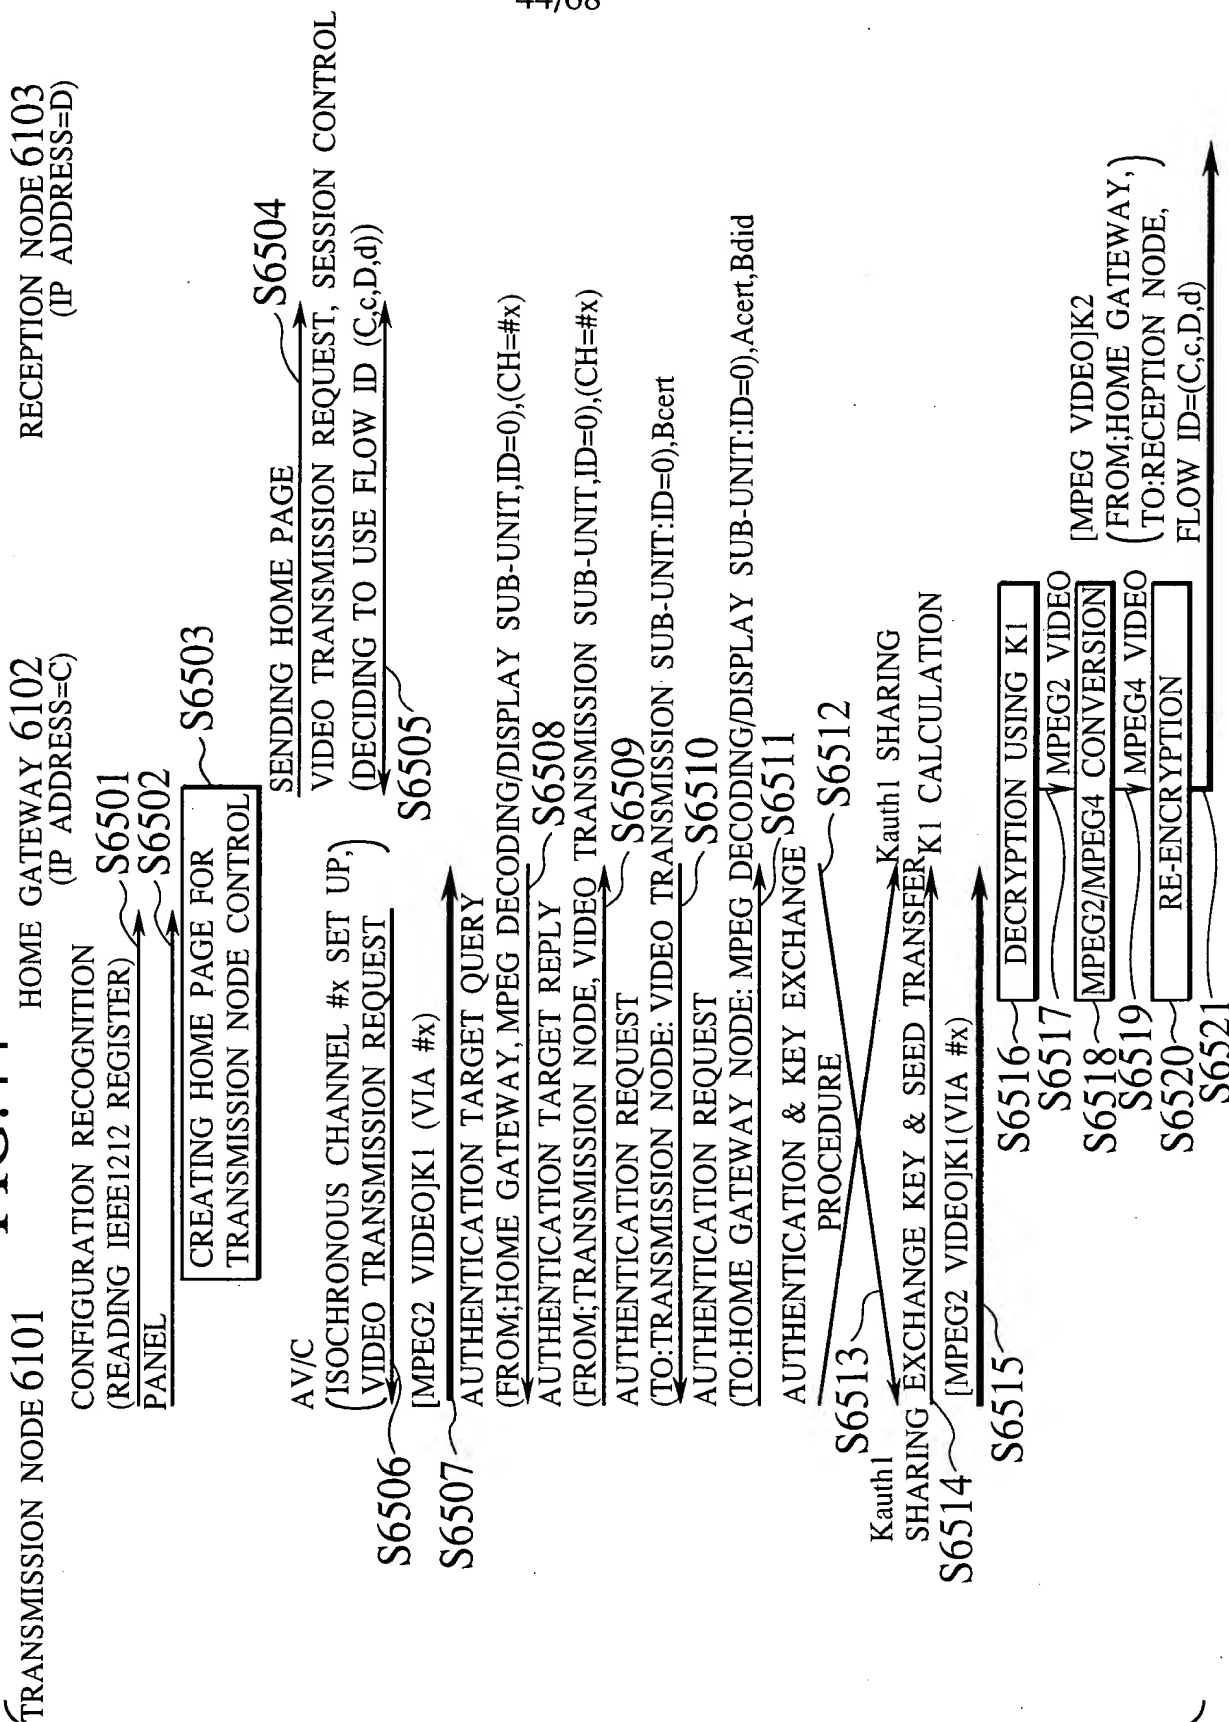 44/68
TRANSMISSION NODE 6101
HOME GATEWAY 6102
(IP ADDRESS=C)
RECEPTION NODE 6103
(IP ADDRESS=D)
CONFIGURATION RECOGNITION
(READING IEEE1212 REGISTER)
S6501
PANEL
S6502
CREATING HOME PAGE FOR
TRANSMISSION NODE CONTROL
S6503
SENDING HOME PAGE
S6504
VIDEO TRANSMISSION REQUEST, SESSION CONTROL
(DECIDING TO USE FLOW ID (C,c,D,d))
S6505
AV/C
(ISOCHRONOUS CHANNEL #x SET UP,
VIDEO TRANSMISSION REQUEST)
S6506
[MPEG2 VIDEO]K1 (VIA #x)
S6507
AUTHENTICATION TARGET QUERY
(FROM;HOME GATEWAY, MPEG DECODING/DISPLAY SUB-UNIT,ID=0),(CH=#x)
S6508
AUTHENTICATION TARGET REPLY
(FROM;TRANSMISSION NODE, VIDEO TRANSMISSION SUB-UNIT,ID=0),(CH=#x)
S6509
AUTHENTICATION REQUEST
(TO:TRANSMISSION NODE: VIDEO TRANSMISSION SUB-UNIT:ID=0),Bcert
S6510
AUTHENTICATION REQUEST
(TO:HOME GATEWAY NODE: MPEG DECODING/DISPLAY SUB-UNIT:ID=0),Acert,Bdid
S6511
AUTHENTICATION & KEY EXCHANGE
PROCEDURE
S6512
S6513
Kauth1
SHARING
Kauth1 SHARING
EXCHANGE KEY & SEED TRANSFER
K1 CALCULATION
S6514
[MPEG2 VIDEO]K1(VIA #x)
S6515
S6516
DECRYPTION USING K1
S6517
MPEG2 VIDEO
S6518
MPEG2/MPEG4 CONVERSION
S6519
MPEG4 VIDEO
S6520
RE-ENCRYPTION
S6521
[MPEG VIDEO]K2
(FROM;HOME GATEWAY,
TO:RECEPTION NODE,)
FLOW ID=(C,c,D,d)